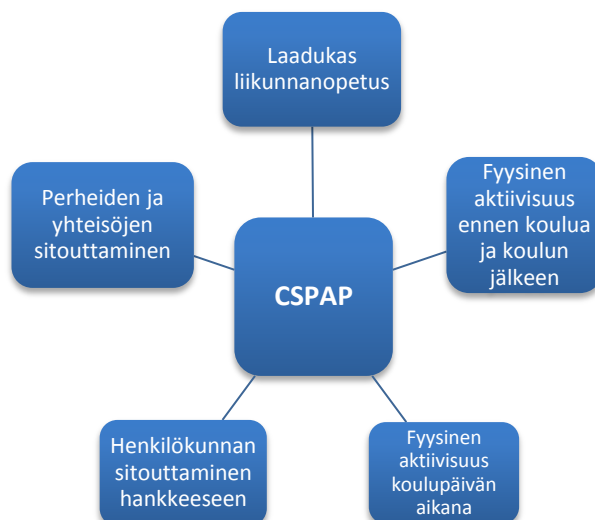 Laadukas
liikunnanopetus
Perheiden ja
yhteisöjen
sitouttaminen
Fyysinen
aktiivisuus
ennen koulua
ja koulun
jälkeen
CSPAP
Henkilökunnan
sitouttaminen
hankkeeseen
Fyysinen
aktiivisuus
koulupäivän
aikana